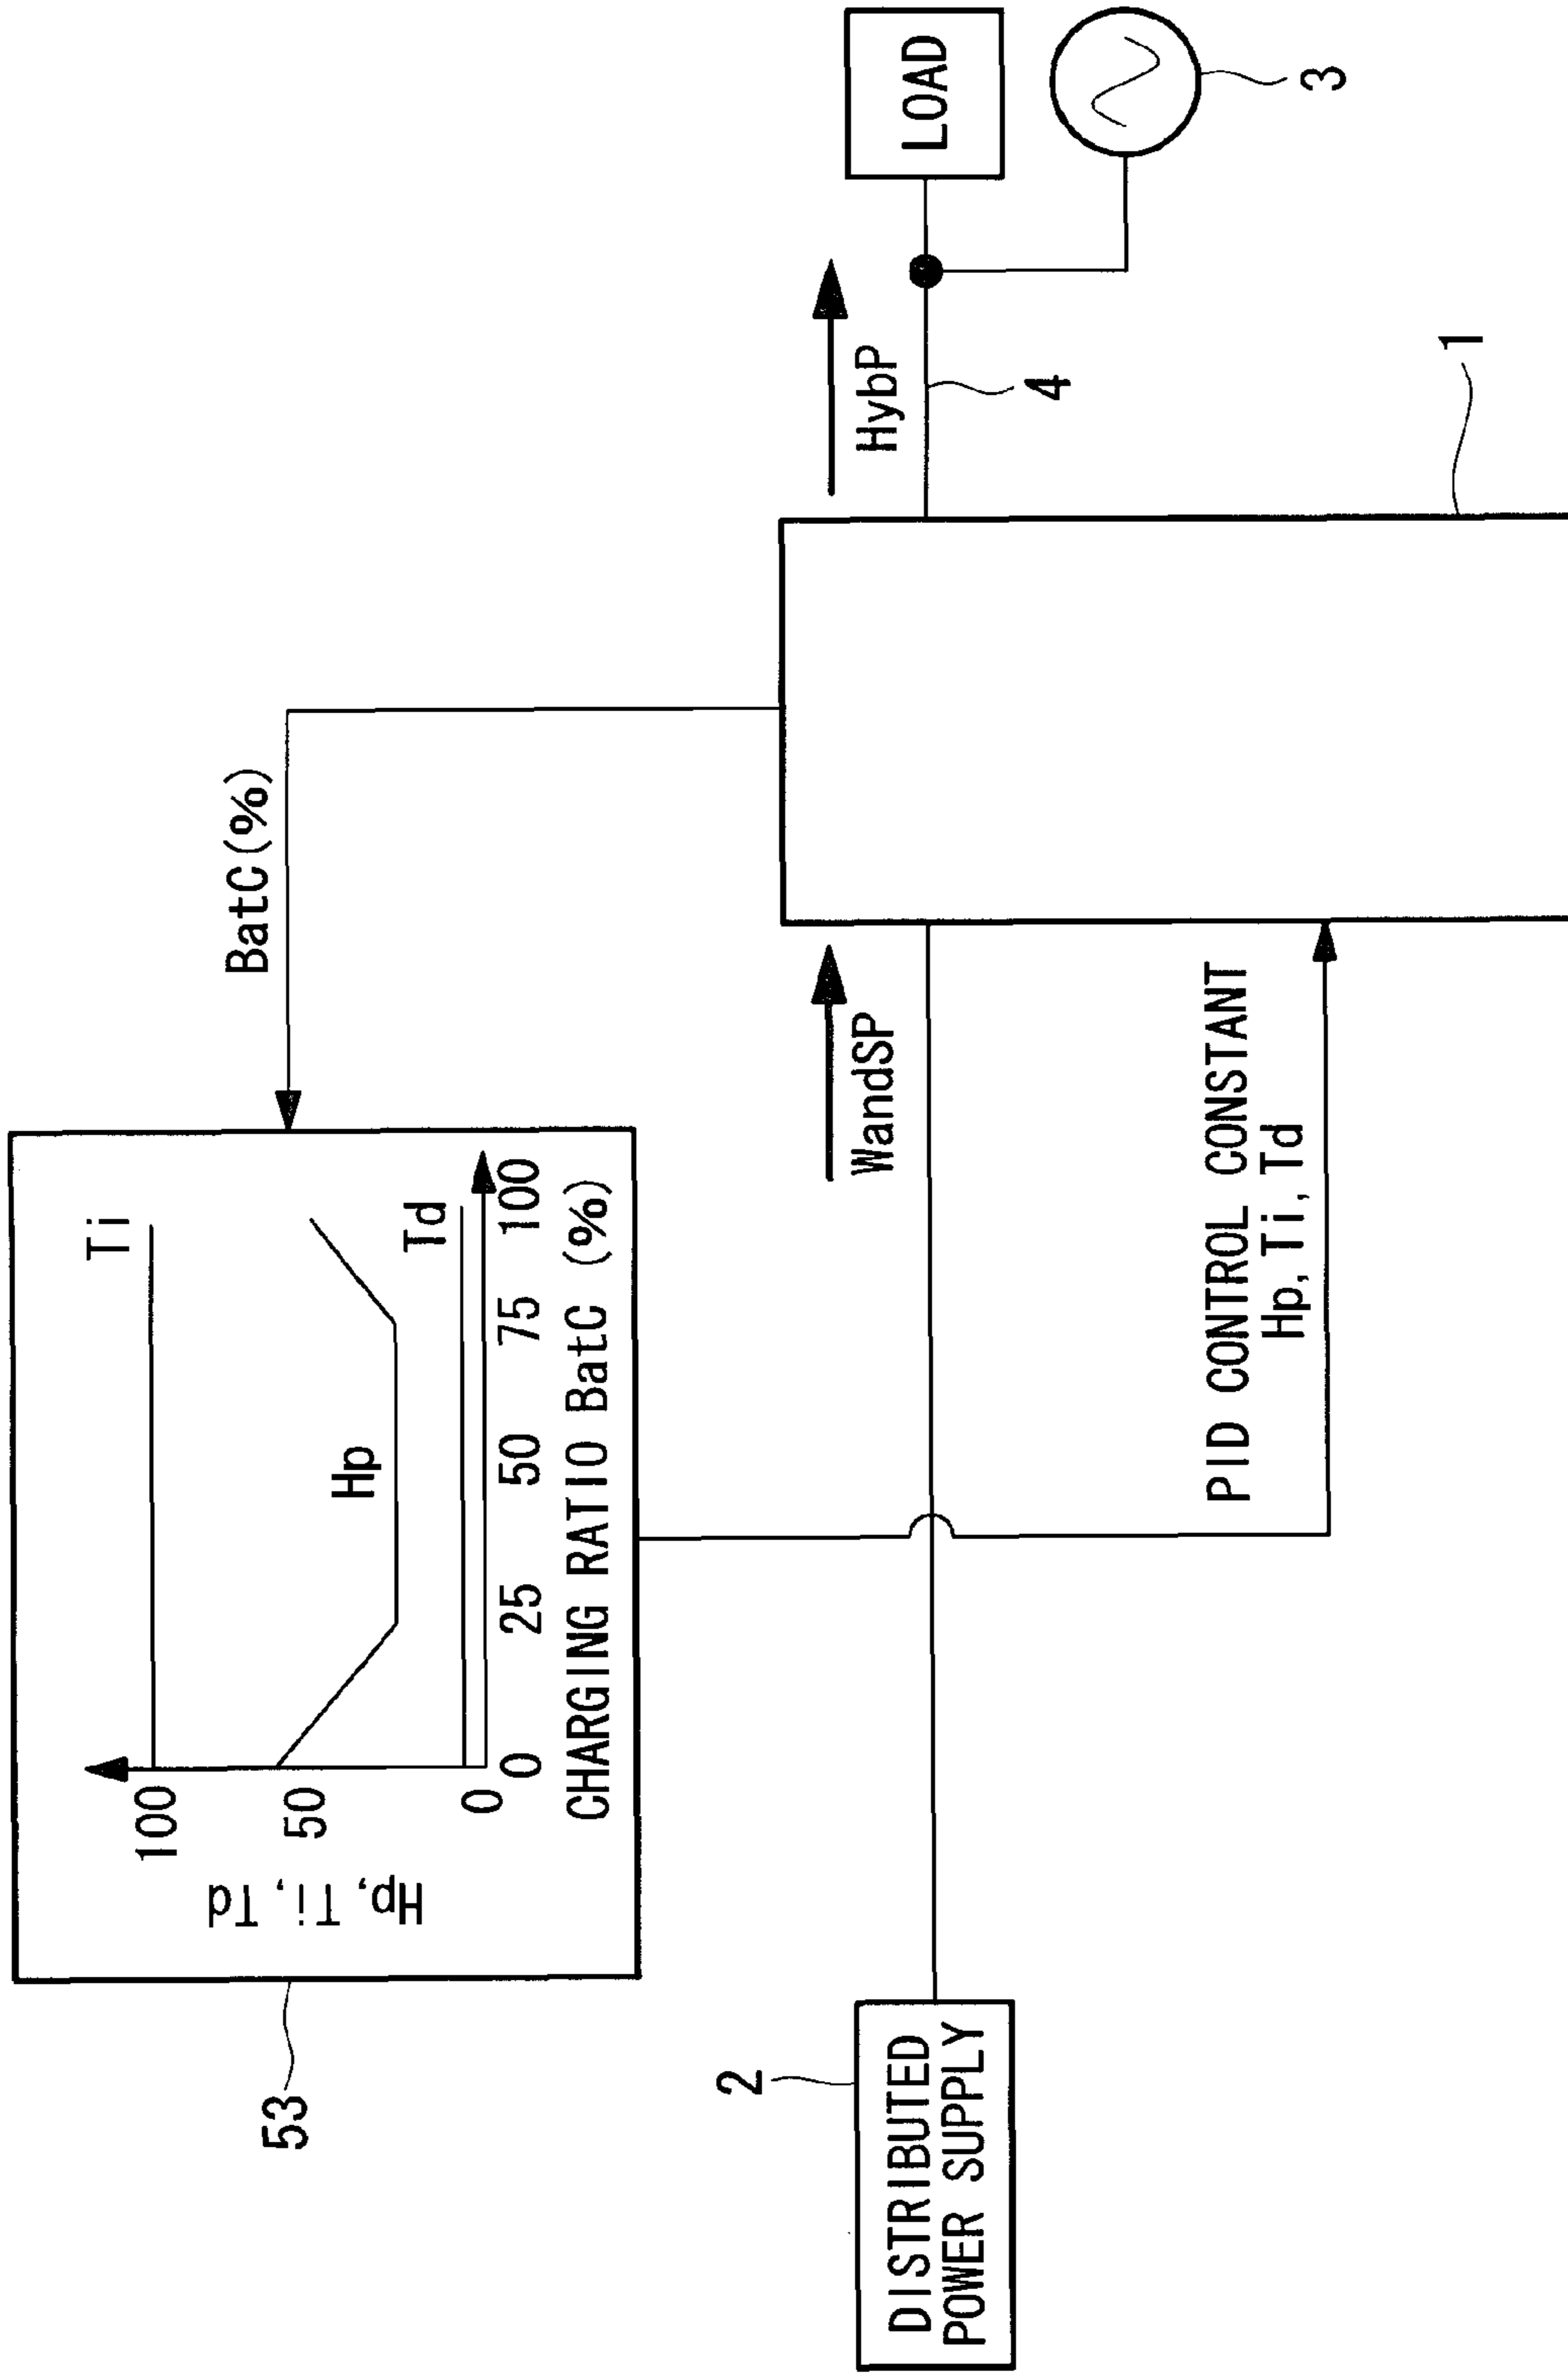 53
Hp, Ti, Td
100
50
0
Ti
Hp
Td
0 25 50 75 100
CHARGING RATIO BatC (%)
BatC(%)
2
DISTRIBUTED
POWER SUPPLY
WandSP
HybP
4
LOAD
3
PID CONTROL CONSTANT
Hp, Ti, Td
1